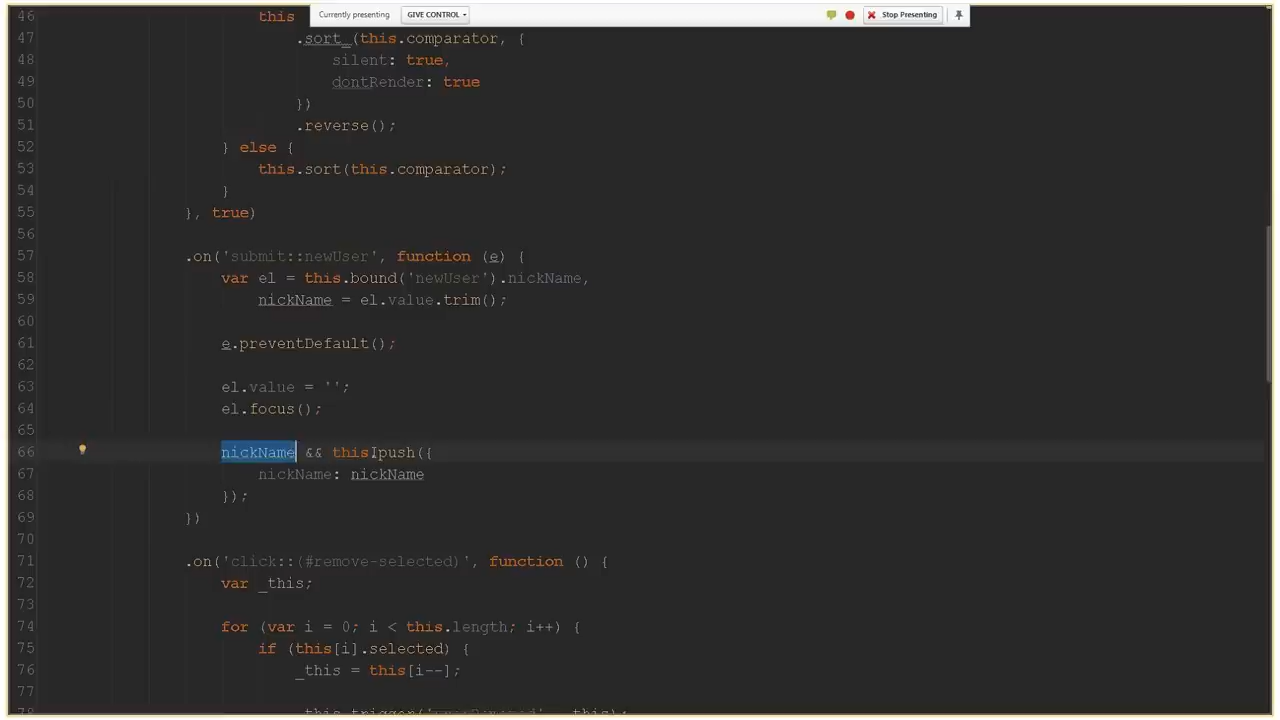 Currently presenting GIVE CONTROL Stop Presenting
46 this
47 .sort_(this.comparator, {
48 silent: true,
49 dontRender: true
50 })
51 .reverse();
52 } else {
53 this.sort(this.comparator);
54 }
55 }, true)
56
57 .on('submit::newUser', function (e) {
58 var el = this.bound('newUser').nickName,
59 nickName = el.value.trim();
60
61 e.preventDefault();
62
63 el.value = '';
64 el.focus();
65
66 nickName && this.push({
67 nickName: nickName
68 });
69 })
70
71 .on('click::(#remove-selected)', function () {
72 var _this;
73
74 for (var i = 0; i < this.length; i++) {
75 if (this[i].selected) {
76 _this = this[i--];
77
78 _this.trigger(